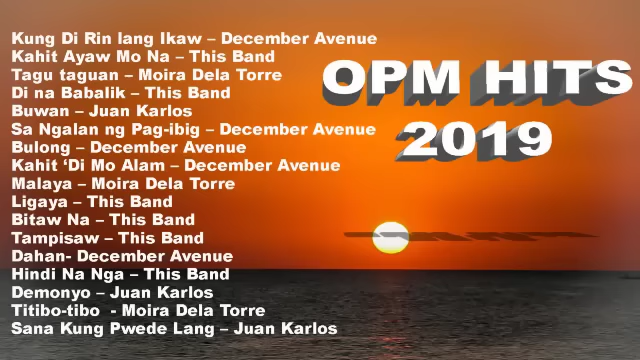 Kung Di Rin lang Ikaw – December Avenue
Kahit Ayaw Mo Na – This Band
Tagu taguan – Moira Dela Torre
Di na Babalik – This Band
Buwan – Juan Karlos
Sa Ngalan ng Pag-ibig – December Avenue
Bulong – December Avenue
Kahit ‘Di Mo Alam – December Avenue
Malaya – Moira Dela Torre
Ligaya – This Band
Bitaw Na – This Band
Tampisaw – This Band
Dahan- December Avenue
Hindi Na Nga – This Band
Demonyo – Juan Karlos
Titibo-tibo  - Moira Dela Torre
Sana Kung Pwede Lang – Juan Karlos
OPM HITS
2019